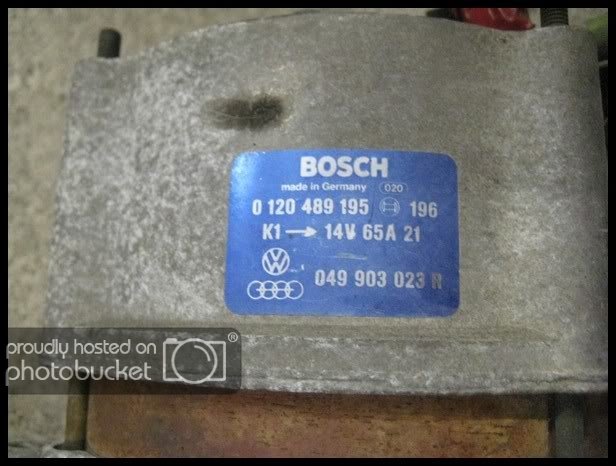 BOSCH
made in Germany 020
0 120 489 195 196
K1 → 14V 65A 21
VW
049 903 023
proudly hosted on
photobucket®